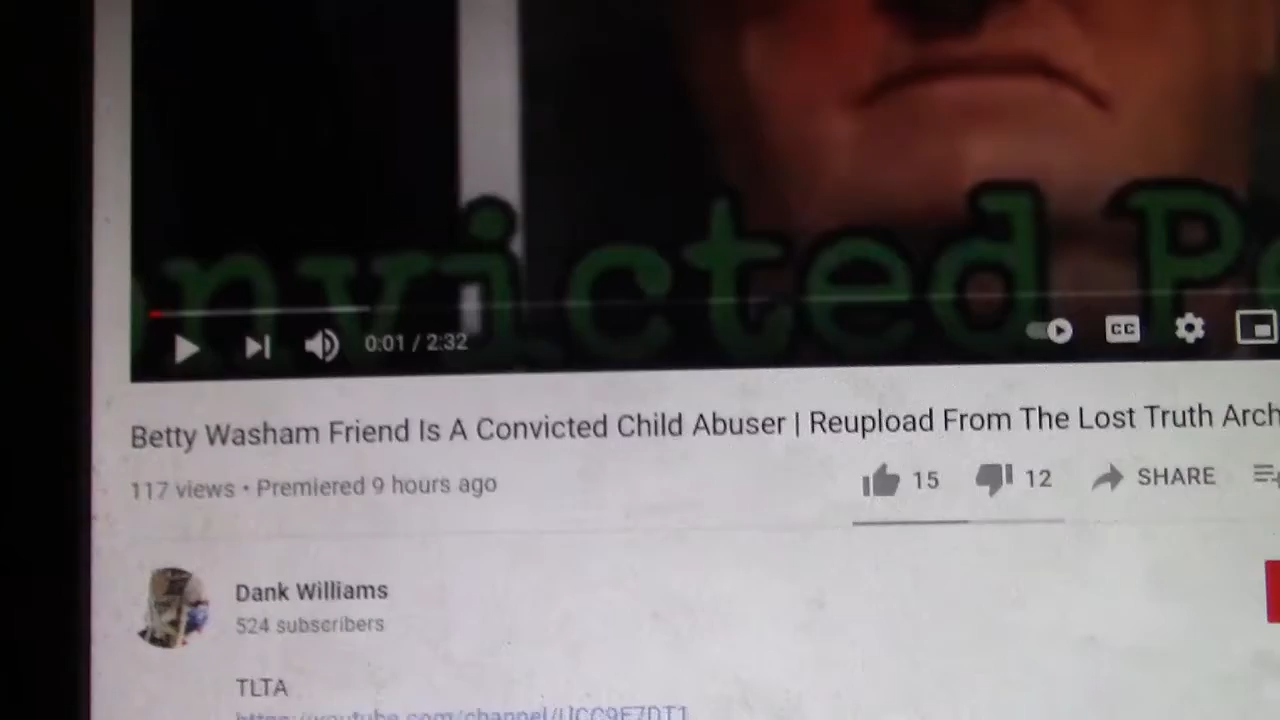 nvicted P
0:01 / 2:32
CC
Betty Washam Friend Is A Convicted Child Abuser | Reupload From The Lost Truth Arch
117 views • Premiered 9 hours ago
15 12 SHARE
Dank Williams
524 subscribers
TLTA